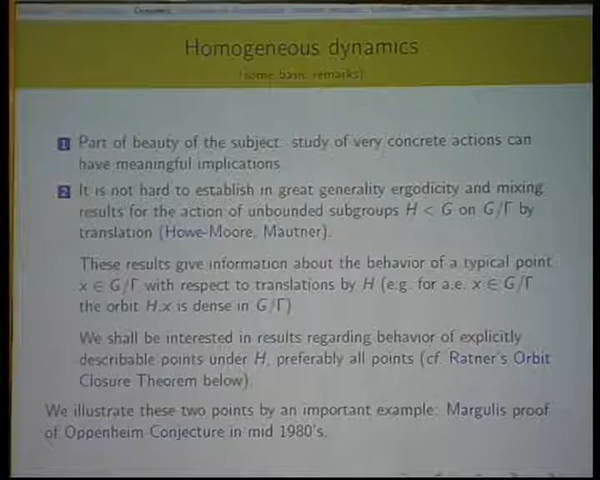 Homogeneous dynamics
(some basic remarks)
1 Part of beauty of the subject: study of very concrete actions can
have meaningful implications
2 It is not hard to establish in great generality ergodicity and mixing
results for the action of unbounded subgroups H < G on G/Γ by
translation (Howe-Moore, Mautner).
These results give information about the behavior of a typical point
x ∈ G/Γ with respect to translations by H (e.g. for a.e. x ∈ G/Γ
the orbit H.x is dense in G/Γ)
We shall be interested in results regarding behavior of explicitly
describable points under H, preferably all points (cf. Ratner's Orbit
Closure Theorem below).
We illustrate these two points by an important example: Margulis proof
of Oppenheim Conjecture in mid 1980's.